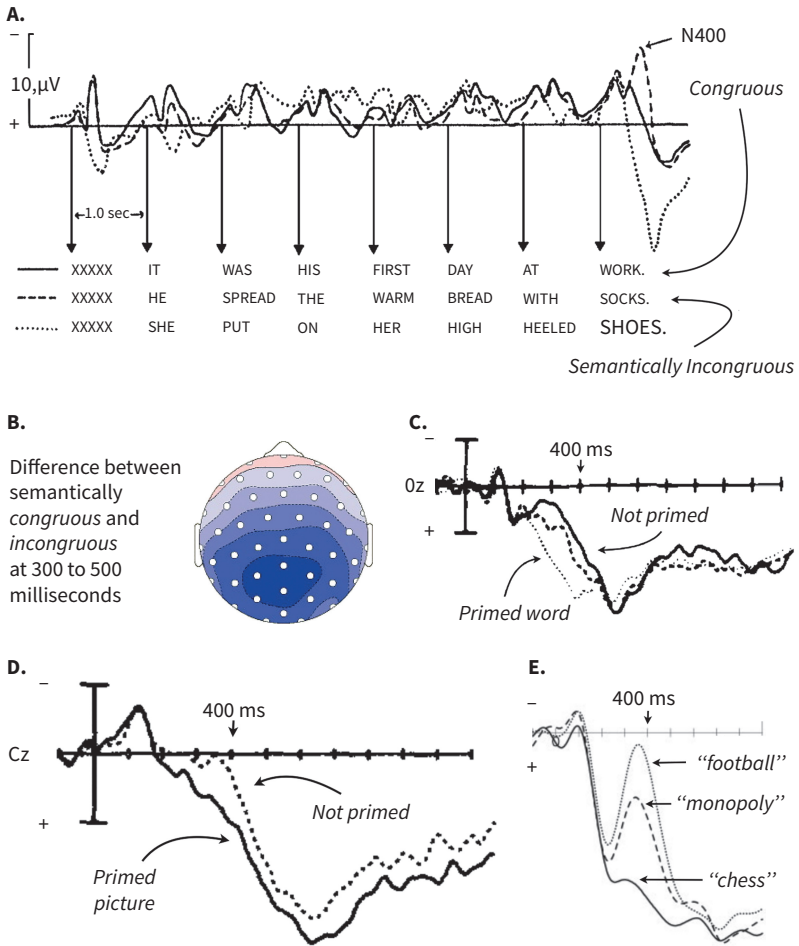 A.
−
10,µV
+
N400
Congruous
1.0 sec
XXXXX IT WAS HIS FIRST DAY AT WORK.
XXXXX HE SPREAD THE WARM BREAD WITH SOCKS.
XXXXX SHE PUT ON HER HIGH HEELED SHOES.
Semantically Incongruous
B.
Difference between
semantically
congruous and
incongruous
at 300 to 500
milliseconds
C.
−
400 ms
0z
+
Not primed
Primed word
D.
−
400 ms
Cz
+
Not primed
Primed
picture
E.
−
400 ms
+
“football”
“monopoly”
“chess”